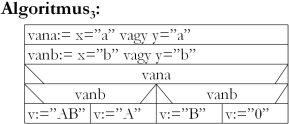 Algoritmus3:
vana:= x="a" vagy y="a"
vanb:= x="b" vagy y="b"
vana
vanb vanb
v:="AB" v:="A" v:="B" v:="0"